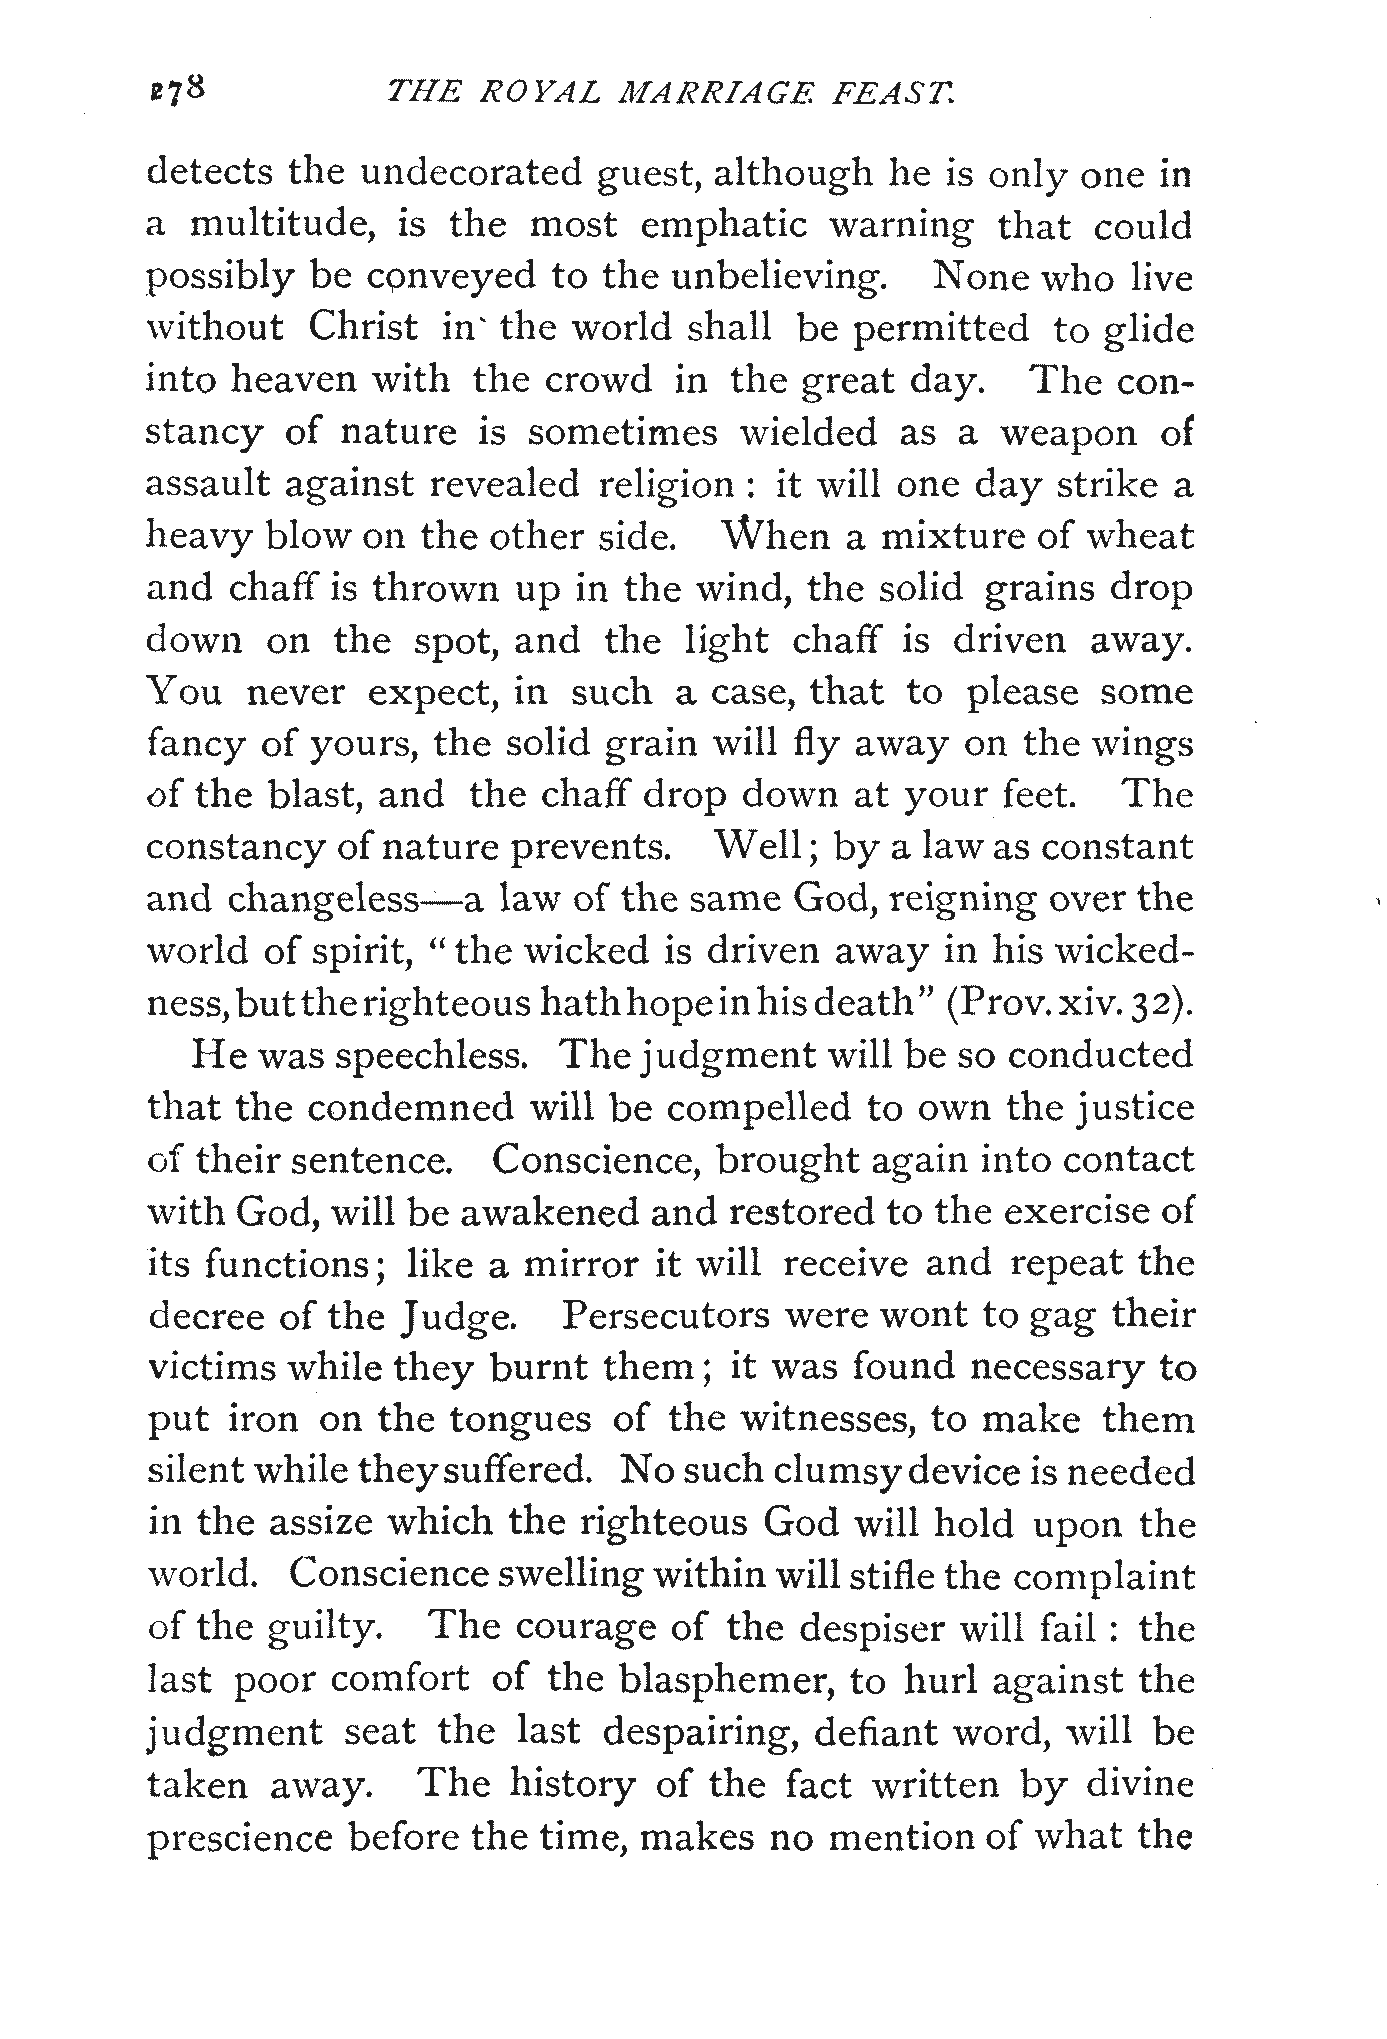 278 THE ROYAL MARRIAGE FEAST.
detects the undecorated guest, although he is only one in
a multitude, is the most emphatic warning that could
possibly be conveyed to the unbelieving. None who live
without Christ in the world shall be permitted to glide
into heaven with the crowd in the great day. The con-
stancy of nature is sometimes wielded as a weapon of
assault against revealed religion : it will one day strike a
heavy blow on the other side. When a mixture of wheat
and chaff is thrown up in the wind, the solid grains drop
down on the spot, and the light chaff is driven away.
You never expect, in such a case, that to please some
fancy of yours, the solid grain will fly away on the wings
of the blast, and the chaff drop down at your feet. The
constancy of nature prevents. Well; by a law as constant
and changeless—a law of the same God, reigning over the
world of spirit, "the wicked is driven away in his wicked-
ness, but the righteous hath hope in his death" (Prov. xiv. 32).
He was speechless. The judgment will be so conducted
that the condemned will be compelled to own the justice
of their sentence. Conscience, brought again into contact
with God, will be awakened and restored to the exercise of
its functions; like a mirror it will receive and repeat the
decree of the Judge. Persecutors were wont to gag their
victims while they burnt them; it was found necessary to
put iron on the tongues of the witnesses, to make them
silent while they suffered. No such clumsy device is needed
in the assize which the righteous God will hold upon the
world. Conscience swelling within will stifle the complaint
of the guilty. The courage of the despiser will fail : the
last poor comfort of the blasphemer, to hurl against the
judgment seat the last despairing, defiant word, will be
taken away. The history of the fact written by divine
prescience before the time, makes no mention of what the